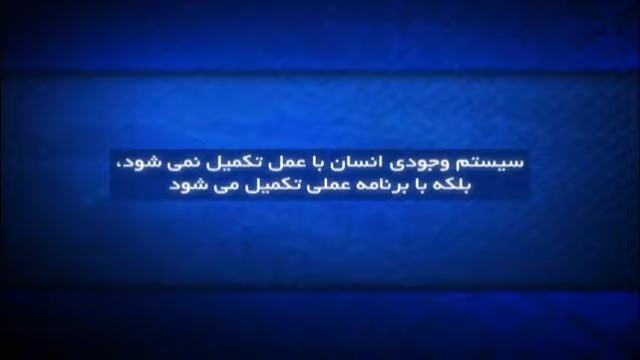 سیستم وجودی انسان با عمل تکمیل نمی شود،
بلکه با برنامه عملی تکمیل می شود